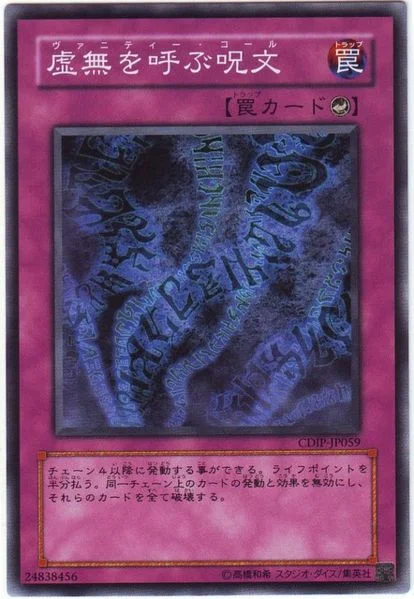 ヴァニティー・コール
虚無を呼ぶ呪文
トラップ
罠
トラップ
【罠カード】
CDIP-JP059
チェーン4以降に発動する事ができる。ライフポイントを
半分払う。同一チェーン上のカードの発動と効果を無効にし、
それらのカードを全て破壊する。
24838456
©高橋和希 スタジオ・ダイス/集英社